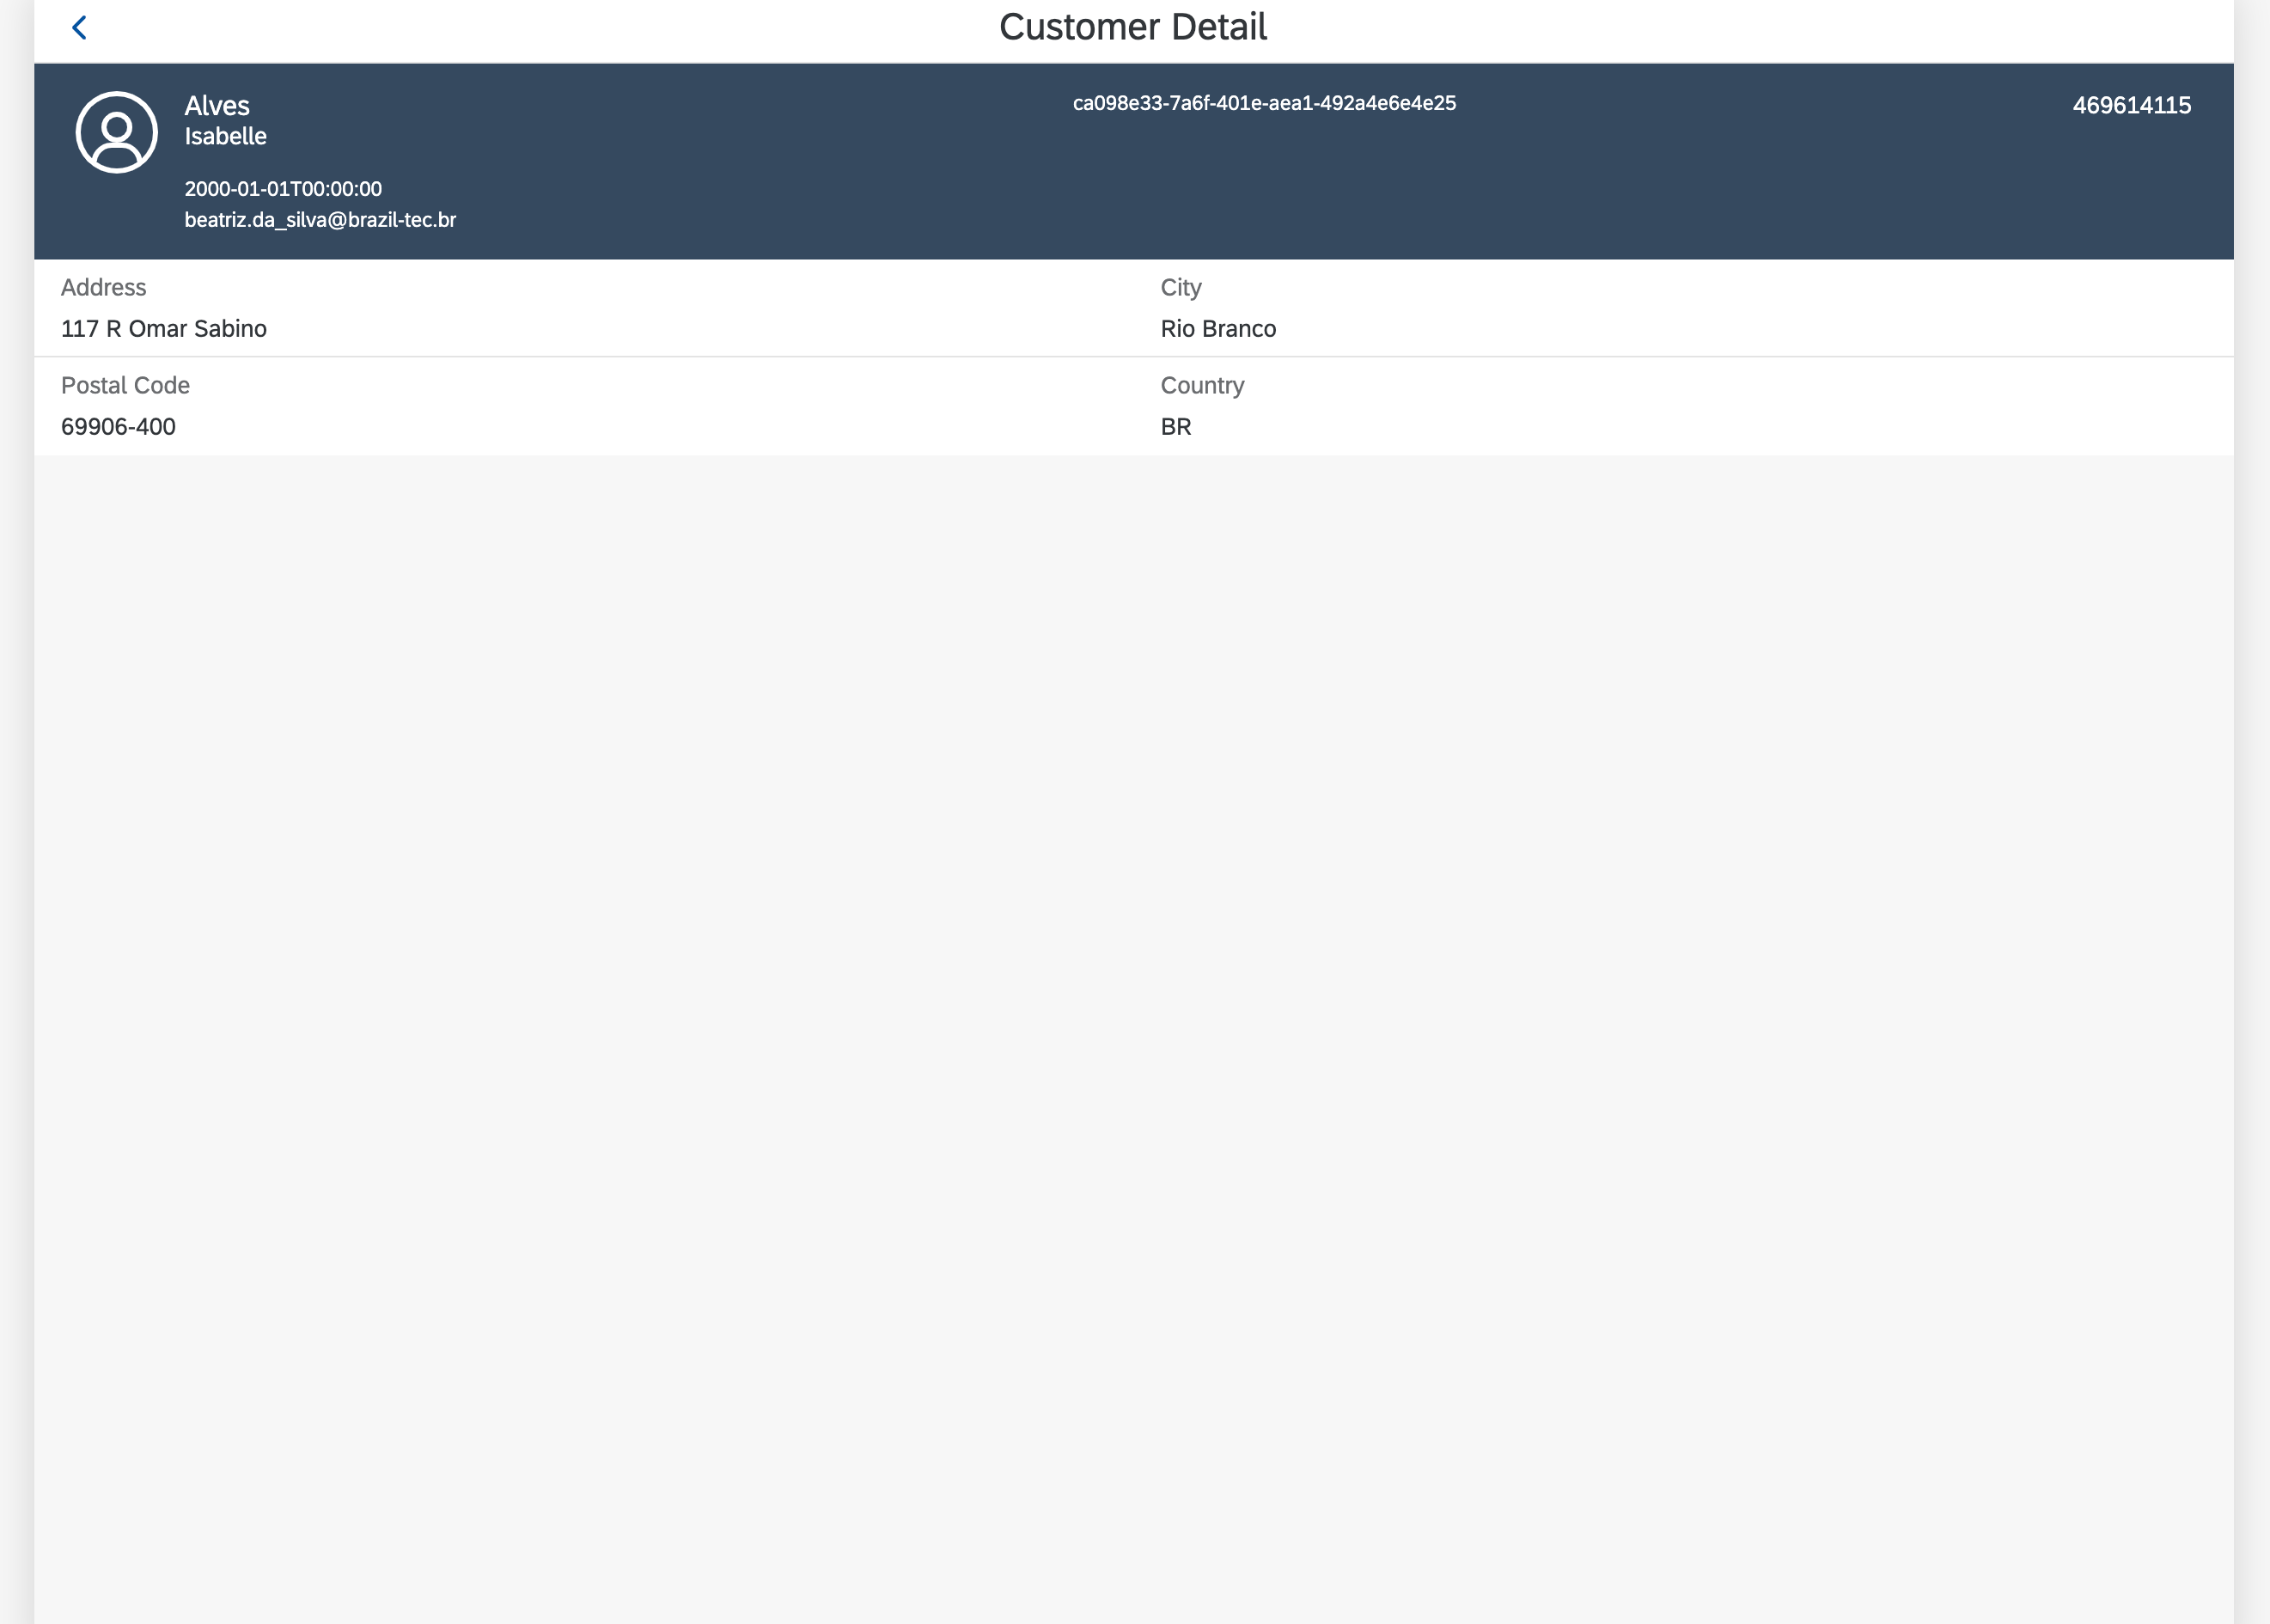 Customer Detail
Alves
Isabelle
2000-01-01T00:00:00
beatriz.da_silva@brazil-tec.br
ca098e33-7a6f-401e-aea1-492a4e6e4e25
469614115
Address
117 R Omar Sabino
City
Rio Branco
Postal Code
69906-400
Country
BR